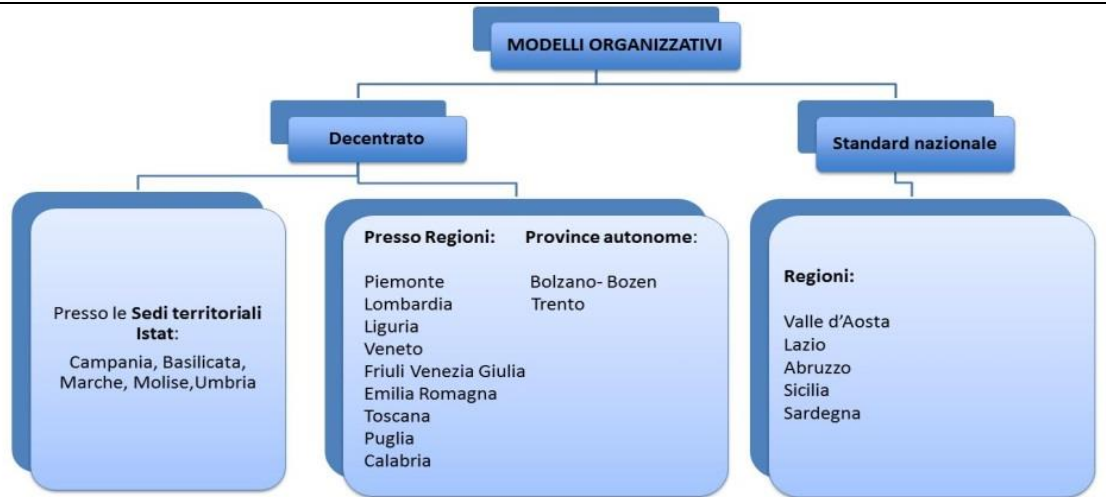 MODELLI ORGANIZZATIVI
Decentrato
Standard nazionale
Presso le Sedi territoriali
Istat:
Campania, Basilicata,
Marche, Molise,Umbria
Presso Regioni:
Piemonte
Lombardia
Liguria
Veneto
Friuli Venezia Giulia
Emilia Romagna
Toscana
Puglia
Calabria
Province autonome:
Bolzano- Bozen
Trento
Regioni:
Valle d’Aosta
Lazio
Abruzzo
Sicilia
Sardegna